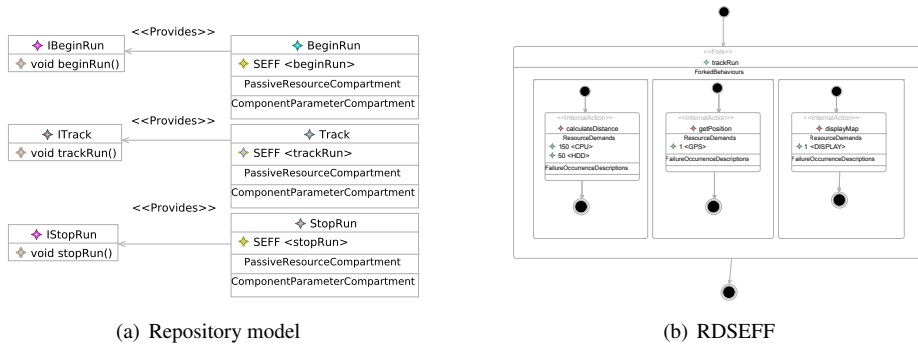 <<Provides>>
IBeginRun
void beginRun()
BeginRun
SEFF <beginRun>
PassiveResourceCompartment
ComponentParameterCompartment
<<Provides>>
ITrack
void trackRun()
Track
SEFF <trackRun>
PassiveResourceCompartment
ComponentParameterCompartment
<<Provides>>
IStopRun
void stopRun()
StopRun
SEFF <stopRun>
PassiveResourceCompartment
ComponentParameterCompartment
(a) Repository model
<<Fork>>
trackRun
ForkedBehaviours
<<InternalAction>>
calculateDistance
ResourceDemands
150 <CPU>
50 <HDD>
FailureOccurrenceDescriptions
<<InternalAction>>
getPosition
ResourceDemands
1 <GPS>
FailureOccurrenceDescriptions
<<InternalAction>>
displayMap
ResourceDemands
1 <DISPLAY>
FailureOccurrenceDescriptions
(b) RDSEFF